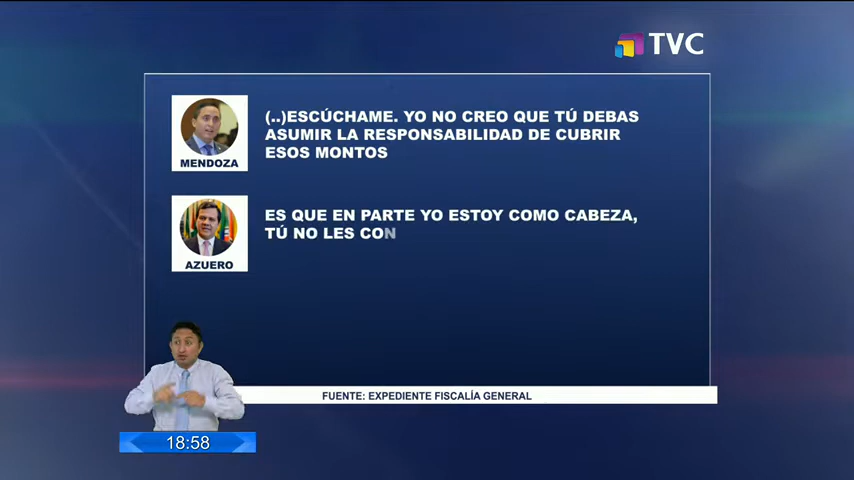 TVC
(..)ESCÚCHAME. YO NO CREO QUE TÚ DEBAS
ASUMIR LA RESPONSABILIDAD DE CUBRIR
ESOS MONTOS
MENDOZA
ES QUE EN PARTE YO ESTOY COMO CABEZA,
TÚ NO LES CON
AZUERO
FUENTE: EXPEDIENTE FISCALÍA GENERAL
18:58